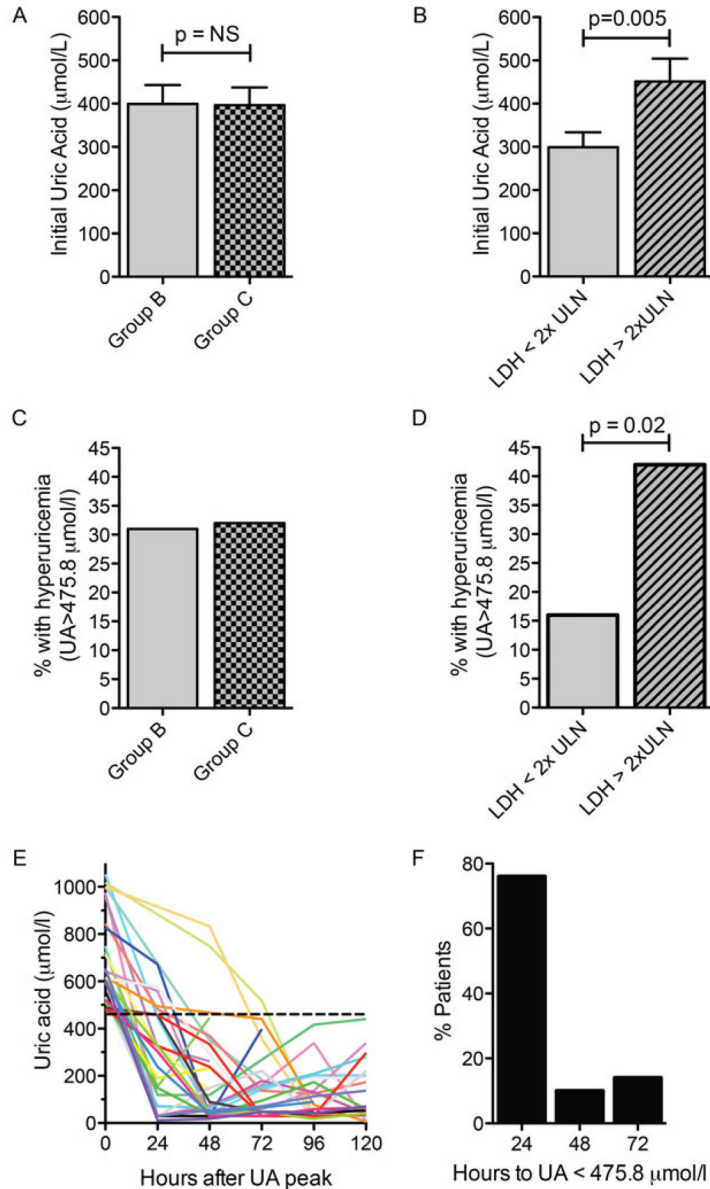 A
600
500
400
300
200
100
0
Initial Uric Acid (μmol/L)
p = NS
Group B
Group C
B
600
500
400
300
200
100
0
Initial Uric Acid (μmol/L)
p=0.005
LDH < 2x ULN
LDH > 2xULN
C
45
40
35
30
25
20
15
10
5
0
% with hyperuricemia
(UA>475.8 μmol/l)
Group B
Group C
D
45
40
35
30
25
20
15
10
5
0
% with hyperuricemia
(UA>475.8 μmol/l)
p = 0.02
LDH < 2x ULN
LDH > 2xULN
E
1000
800
600
400
200
0
Uric acid (μmol/l)
0 24 48 72 96 120
Hours after UA peak
F
80
60
40
20
0
% Patients
24 48 72
Hours to UA < 475.8 μmol/l